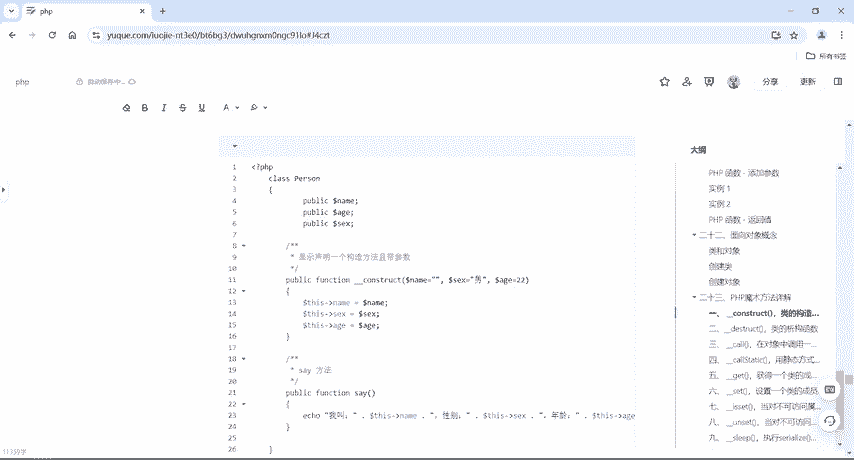 php
yuque.com/iuojie-nt3e0/bt6bg3/dwuhgnxm0ngc91lo#J4czt
所有书签
php
分享
更新
B I S U A
大纲
PHP 函数 - 添加参数
实例 1
实例 2
PHP 函数 - 返回值
二十二、面向对象概念
类和对象
创建类
创建对象
二十三、PHP魔术方法详解
一、 __construct()，类的构造...
二、__destruct()，类的析构函数
三、 __call()，在对象中调用一...
四、 __callStatic()，用静态方式...
五、 __get()，获得一个类的成...
六、 __set()，设置一个类的成员
七、 __isset()，当对不可访问属...
八、 __unset()，当对不可访问...
九、 __sleep()，执行serialize()...
1 <?php
2 class Person
3 {
4 public $name;
5 public $age;
6 public $sex;
7
8 /**
9 * 显示声明一个构造方法且带参数
10 */
11 public function __construct($name="", $sex="男", $age=22)
12 {
13 $this->name = $name;
14 $this->sex = $sex;
15 $this->age = $age;
16 }
17
18 /**
19 * say 方法
20 */
21 public function say()
22 {
23 echo "我叫：" . $this->name . "，性别：" . $this->sex . "，年龄：" . $this->age
24 }
25
26 }